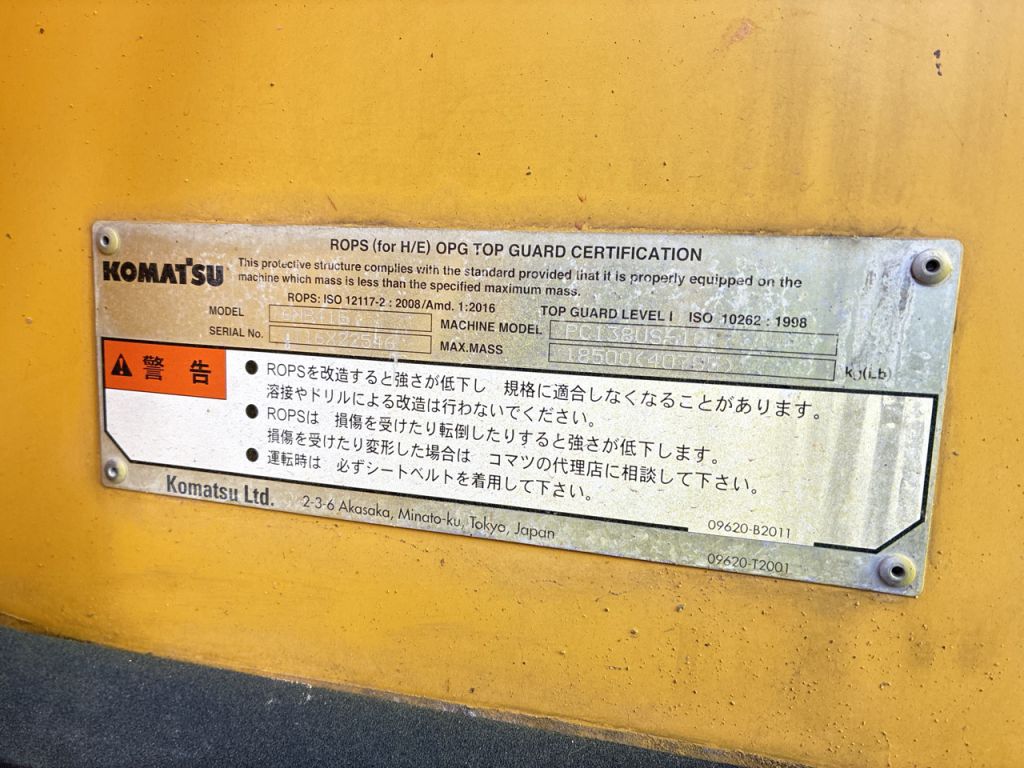 ROPS (for H/E) OPG TOP GUARD CERTIFICATION
KOMATSU
This protective structure complies with the standard provided that it is properly equipped on the
machine which mass is less than the specified maximum mass.
ROPS: ISO 12117-2 : 2008/Amd. 1:2016 TOP GUARD LEVEL I ISO 10262 : 1998
MODEL MACHINE MODEL
SERIAL No. MAX.MASS kg(Lb)
警告
● ROPSを改造すると強さが低下し 規格に適合しなくなることがあります。
溶接やドリルによる改造は行わないでください。
● ROPSは 損傷を受けたり転倒したりすると強さが低下します。
損傷を受けたり変形した場合は コマツの代理店に相談して下さい。
● 運転時は 必ずシートベルトを着用して下さい。
09620-B2011
Komatsu Ltd. 2-3-6 Akasaka, Minato-ku, Tokyo, Japan
09620-T2001